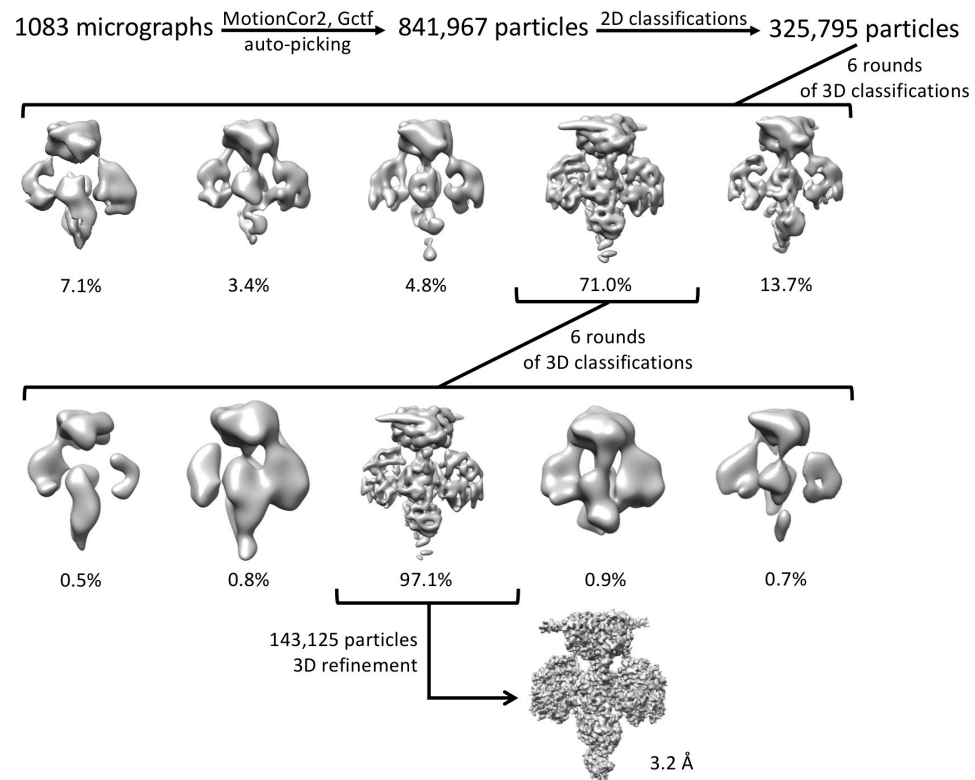 1083 micrographs
MotionCor2, Gctf
auto-picking
841,967 particles
2D classifications
325,795 particles
6 rounds
of 3D classifications
7.1%
3.4%
4.8%
71.0%
13.7%
6 rounds
of 3D classifications
0.5%
0.8%
97.1%
0.9%
0.7%
143,125 particles
3D refinement
3.2 Å